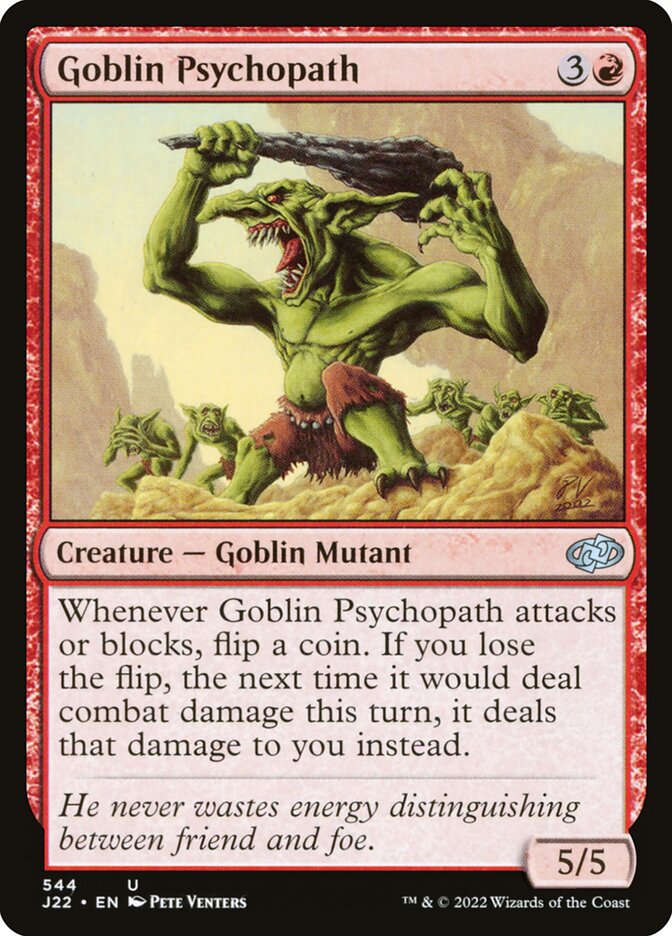 Goblin Psychopath 3
PV
2002
Creature — Goblin Mutant
Whenever Goblin Psychopath attacks
or blocks, flip a coin. If you lose
the flip, the next time it would deal
combat damage this turn, it deals
that damage to you instead.
He never wastes energy distinguishing
between friend and foe.
5/5
544 U
J22 • EN Pete Venters ™ & © 2022 Wizards of the Coast